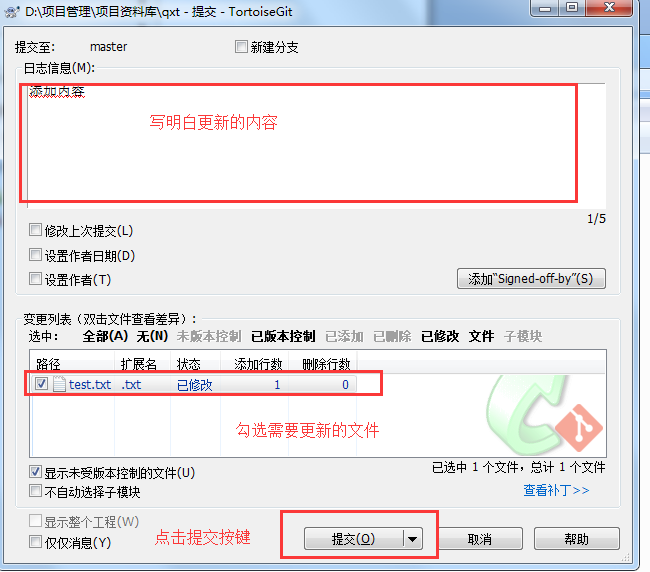 D:\项目管理\项目资料库\qxt - 提交 - TortoiseGit
提交至: master 新建分支
日志信息(M):
添加内容
写明白更新的内容
1/5
修改上次提交(L)
设置作者日期(D)
设置作者(T) 添加“Signed-off-by”(S)
变更列表（双击文件查看差异）:
选中: 全部(A) 无(N) 未版本控制 已版本控制 已添加 已删除 已修改 文件 子模块
路径 扩展名 状态 添加行数 删除行数
test.txt .txt 已修改 1 0
勾选需要更新的文件
显示未受版本控制的文件(U) 已选中 1 个文件，总计 1 个文件
不自动选择子模块 查看补丁>>
显示整个工程(W)
仅仅消息(Y) 点击提交按键 提交(O) 取消 帮助